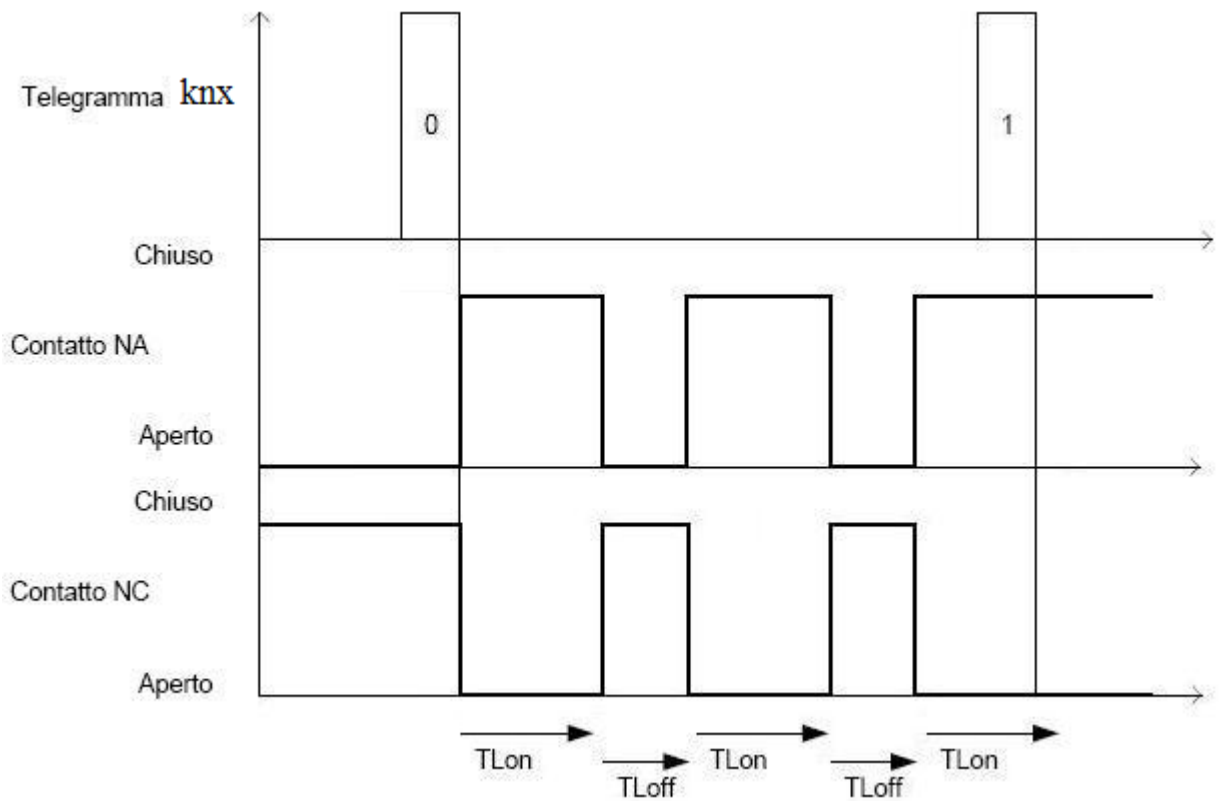 Telegramma knx
0
1
Chiuso
Contatto NA
Aperto
Chiuso
Contatto NC
Aperto
TLon
TLoff
TLon
TLoff
TLon